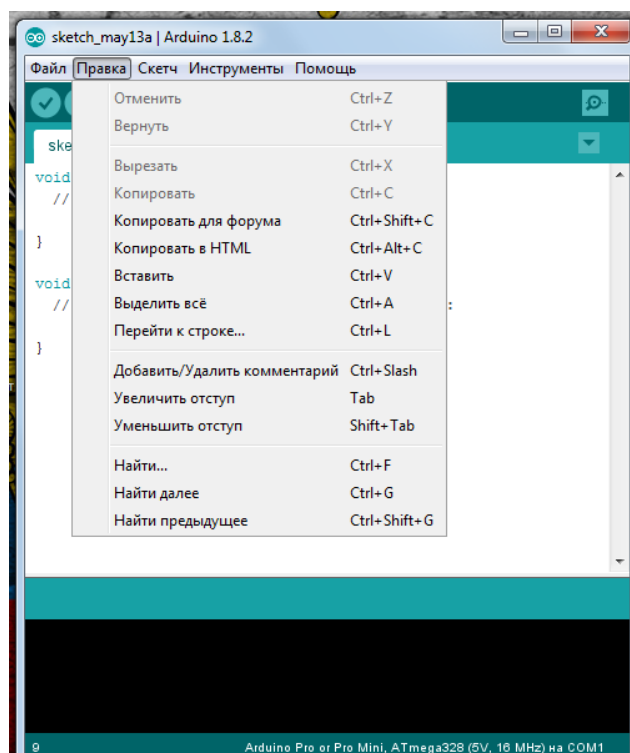 sketch_may13a | Arduino 1.8.2
Файл Правка Скетч Инструменты Помощь
Отменить Ctrl+Z
Вернуть Ctrl+Y
ske
Вырезать Ctrl+X
void
Копировать Ctrl+C
//
Копировать для форума Ctrl+Shift+C
}
Копировать в HTML Ctrl+Alt+C
Вставить Ctrl+V
void
Выделить всё Ctrl+A
// :
Перейти к строке... Ctrl+L
}
Добавить/Удалить комментарий Ctrl+Slash
Увеличить отступ Tab
Уменьшить отступ Shift+Tab
Найти... Ctrl+F
Найти далее Ctrl+G
Найти предыдущее Ctrl+Shift+G
9 Arduino Pro or Pro Mini, ATmega328 (5V, 16 MHz) на COM1